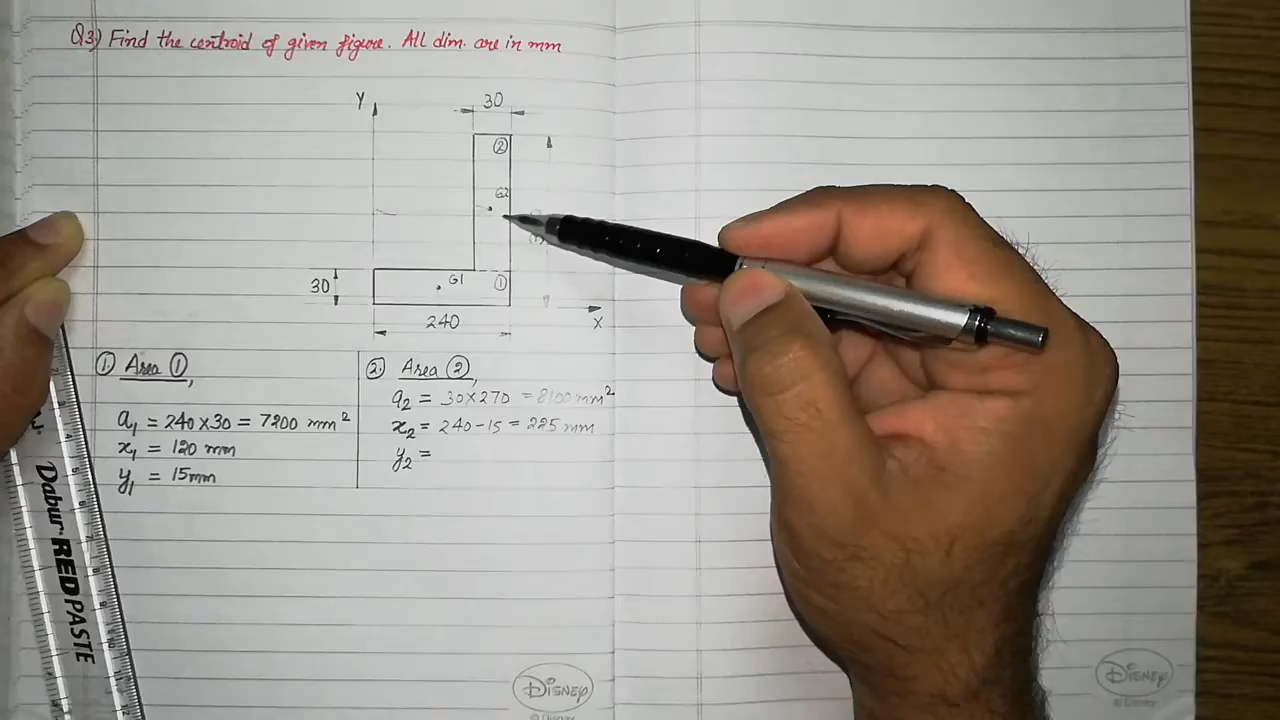 Q3) Find the centroid of given figure. All dim. are in mm
Y
30
②
G2
30
G1
①
240
X
① Area ①,
a1 = 240×30 = 7200 mm²
x1 = 120 mm
y1 = 15mm
②. Area ②,
a2 = 30×270 = 8100 mm²
x2 = 240-15 = 225 mm
y2 =
Dabur RED PASTE
DISNEY
© Disney
DISNEY
© Disney